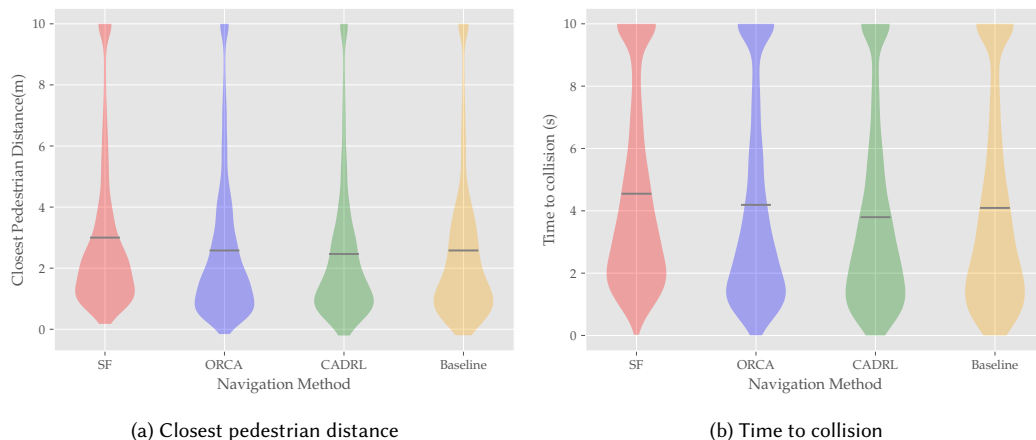 10
8
6
4
2
0
Closest Pedestrian Distance(m)
SF ORCA CADRL Baseline
Navigation Method
(a) Closest pedestrian distance
10
8
6
4
2
0
Time to collision (s)
SF ORCA CADRL Baseline
Navigation Method
(b) Time to collision